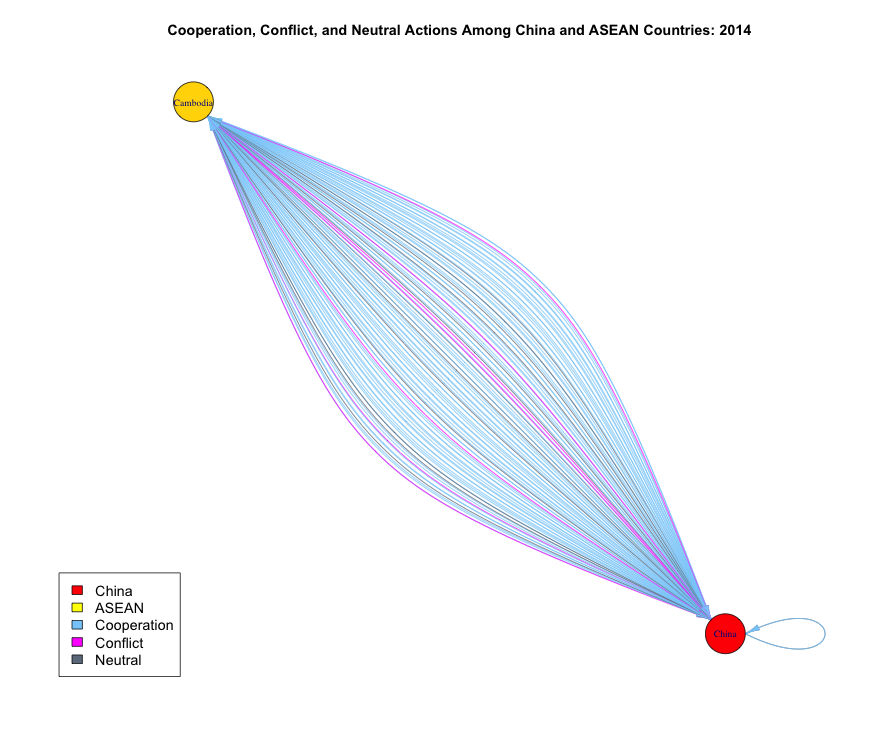 Cooperation, Conflict, and Neutral Actions Among China and ASEAN Countries: 2014
Cambodia
China
China
ASEAN
Cooperation
Conflict
Neutral